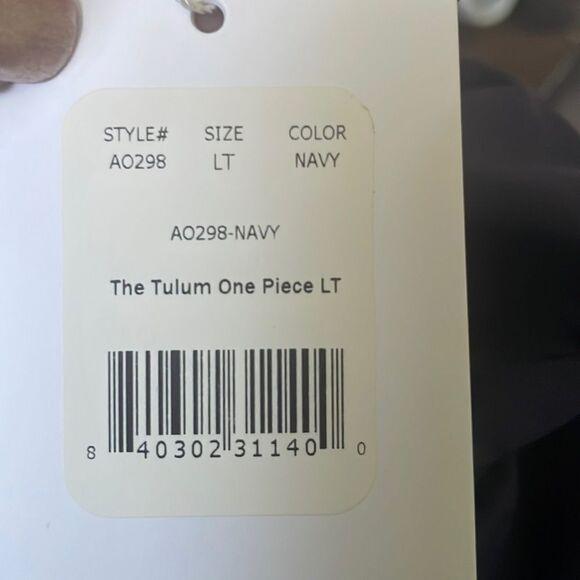 STYLE# SIZE COLOR
AO298 LT NAVY
AO298-NAVY
The Tulum One Piece LT
8 40302 31140 0